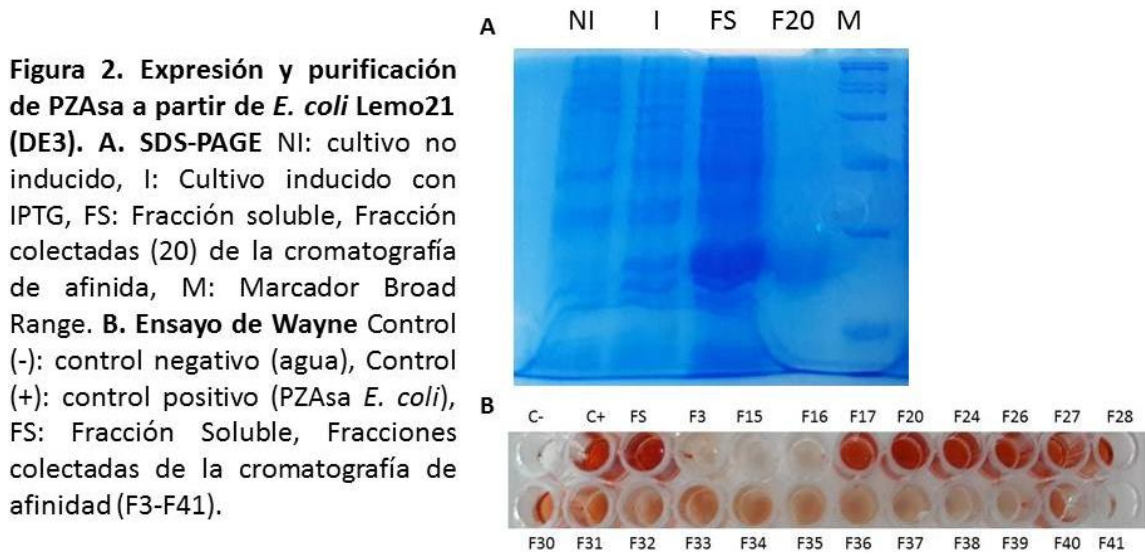 Figura 2. Expresión y purificación
de PZAsa a partir de E. coli Lemo21
(DE3). A. SDS-PAGE NI: cultivo no
inducido, I: Cultivo inducido con
IPTG, FS: Fracción soluble, Fracción
colectadas (20) de la cromatografía
de afinida, M: Marcador Broad
Range. B. Ensayo de Wayne Control
(-): control negativo (agua), Control
(+): control positivo (PZAsa E. coli),
FS: Fracción Soluble, Fracciones
colectadas de la cromatografía de
afinidad (F3-F41).
A
NI I FS F20 M
B
C- C+ FS F3 F15 F16 F17 F20 F24 F26 F27 F28
F30 F31 F32 F33 F34 F35 F36 F37 F38 F39 F40 F41